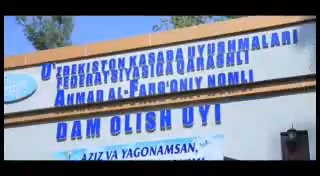 O'ZBEKISTON KASABA UYUSHMALARI
FEDERATSIYASIGA QARASHLI
AHMAD AL-FARG'ONIY NOMLI
DAM OLISH UYI
AZIZ VA YAGONAMSAN,